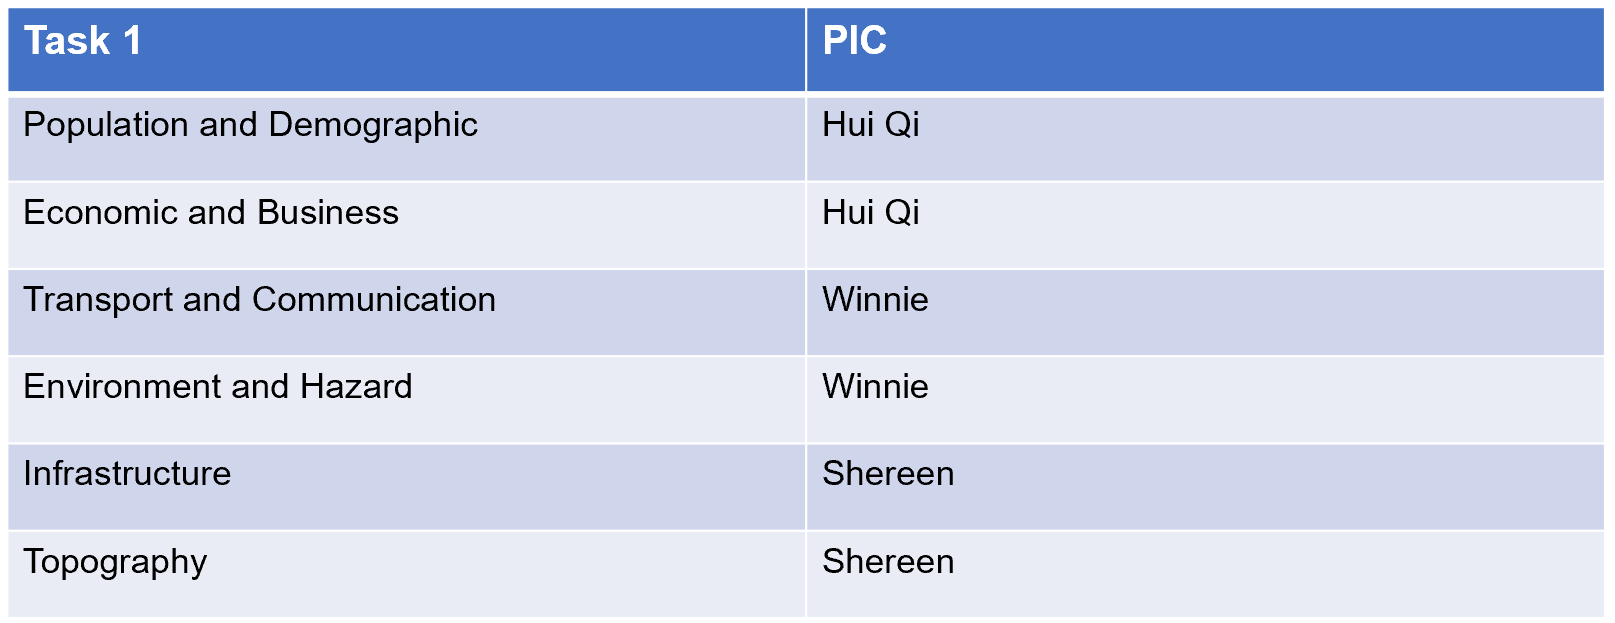 Task 1 PIC
Population and Demographic Hui Qi
Economic and Business Hui Qi
Transport and Communication Winnie
Environment and Hazard Winnie
Infrastructure Shereen
Topography Shereen